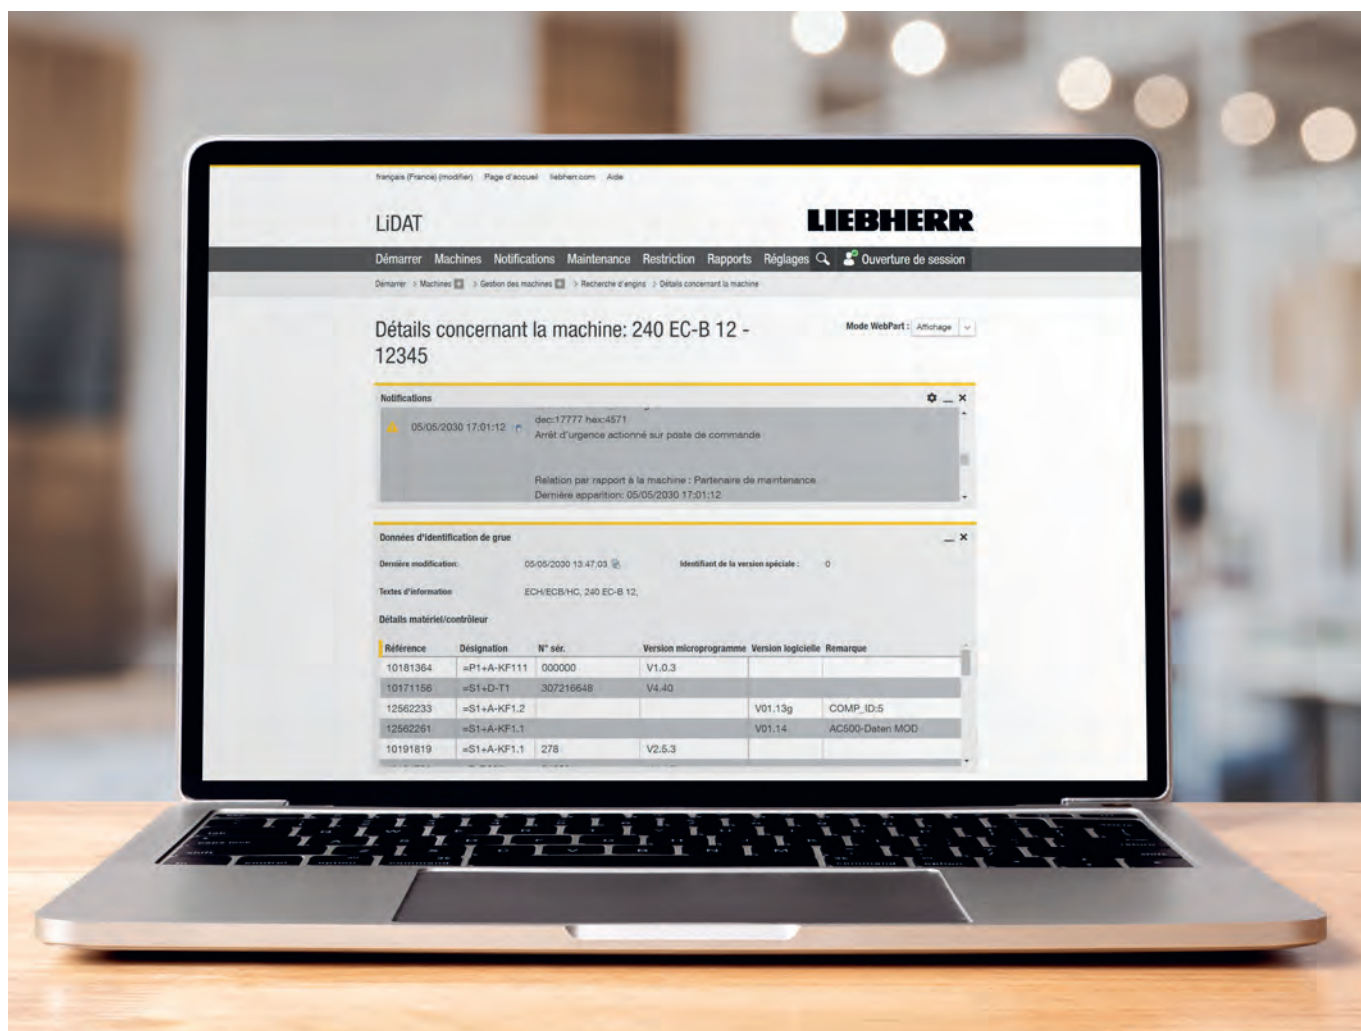 français (France) (modifier) Page d'accueil liebherr.com Aide
LiDAT
LIEBHERR
Démarrer Machines Notifications Maintenance Restriction Rapports Réglages Ouverture de session
Démarrer > Machines > Gestion des machines > Recherche d'engins > Détails concernant la machine
Détails concernant la machine: 240 EC-B 12 -
12345
Mode WebPart : Affichage
Notifications
05/05/2030 17:01:12
dec:17777 hex:4571
Arrêt d'urgence actionné sur poste de commande
Relation par rapport à la machine : Partenaire de maintenance
Dernière apparition: 05/05/2030 17:01:12
Données d'identification de grue
Dernière modification: 05/05/2030 13:47:03 Identifiant de la version spéciale : 0
Textes d'information ECH/ECB/HC, 240 EC-B 12,
Détails matériel/contrôleur
Référence Désignation N° sér. Version microprogramme Version logicielle Remarque
10181364 =P1+A-KF111 000000 V1.0.3
10171156 =S1+D-T1 307216648 V4.40
12562233 =S1+A-KF1.2 V01.13g COMP_ID:5
12562261 =S1+A-KF1.1 V01.14 AC500-Daten MOD
10191819 =S1+A-KF1.1 278 V2.5.3
command option